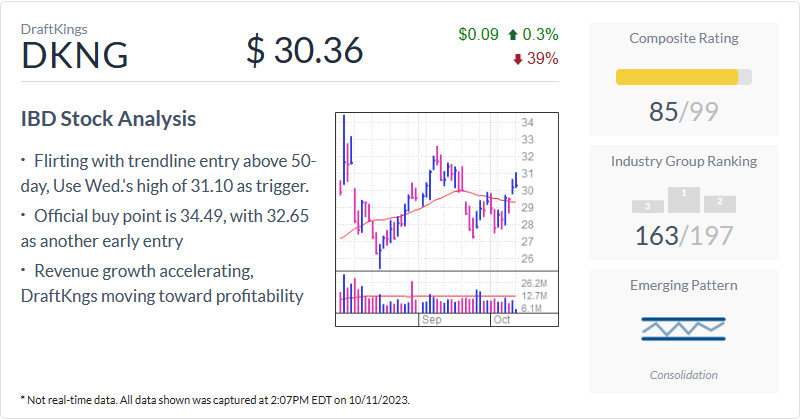 DraftKings
DKNG
$ 30.36
$0.09 0.3%
39%
IBD Stock Analysis
• Flirting with trendline entry above 50-
day, Use Wed.'s high of 31.10 as trigger.
• Official buy point is 34.49, with 32.65
as another early entry
• Revenue growth accelerating,
DraftKngs moving toward profitability
34
33
32
31
30
29
28
27
26
26.2M
12.7M
6.1M
Sep Oct
Composite Rating
85/99
Industry Group Ranking
3 1 2
163/197
Emerging Pattern
Consolidation
* Not real-time data. All data shown was captured at 2:07PM EDT on 10/11/2023.